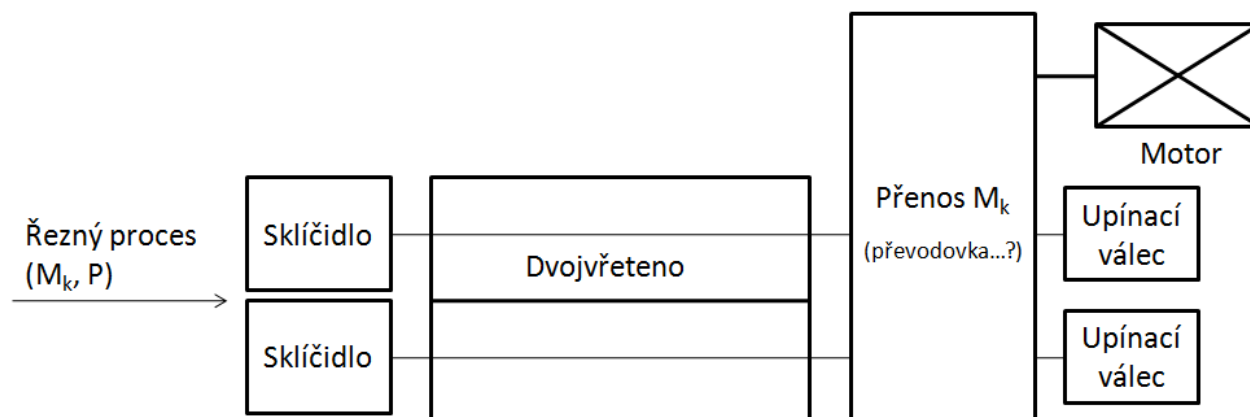 Řezný proces
(Mk, P)
Sklíčidlo
Sklíčidlo
Dvojvřeteno
Přenos Mk
(převodovka...?)
Motor
Upínací
válec
Upínací
válec